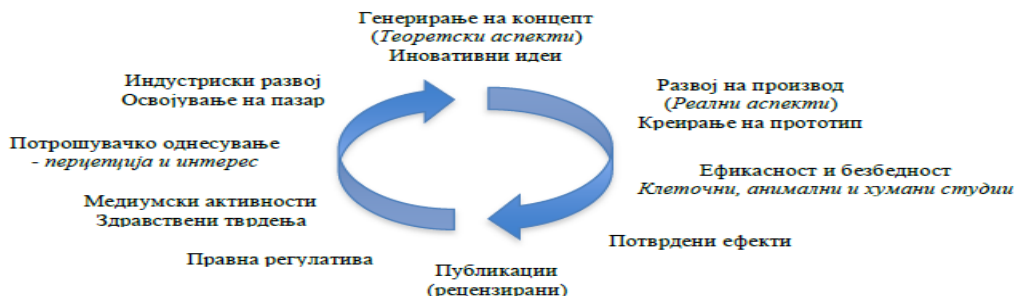 Генерирање на концепт
(Теоретски аспекти)
Иновативни идеи
Развој на производ
(Реални аспекти)
Креирање на прототип
Ефикасност и безбедност
Клеточни, анимални и хумани студии
Потврдени ефекти
Публикации
(рецензирани)
Правна регулатива
Медиумски активности
Здравствени тврдења
Потрошувачко однесување
- перцепција и интерес
Индустриски развој
Освојување на пазар